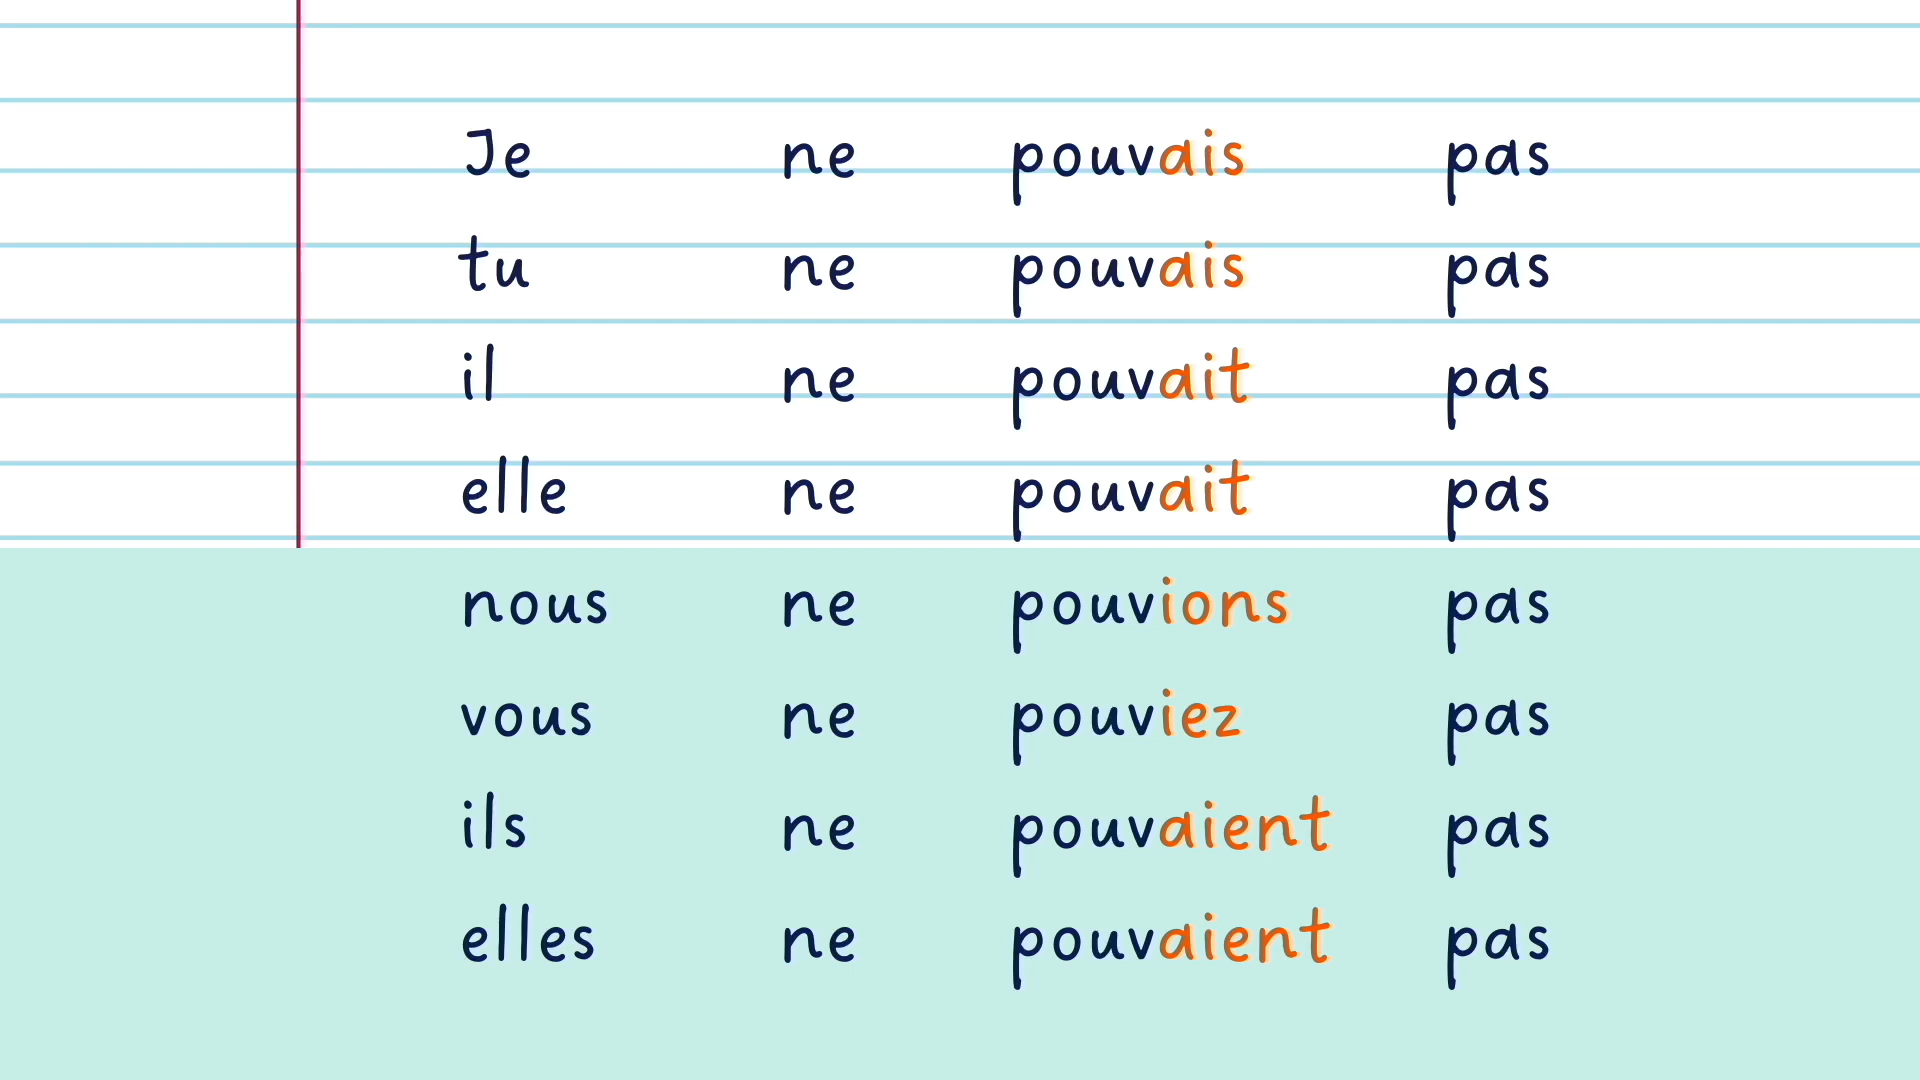 Je ne pouvais pas
tu ne pouvais pas
il ne pouvait pas
elle ne pouvait pas
nous ne pouvions pas
vous ne pouviez pas
ils ne pouvaient pas
elles ne pouvaient pas